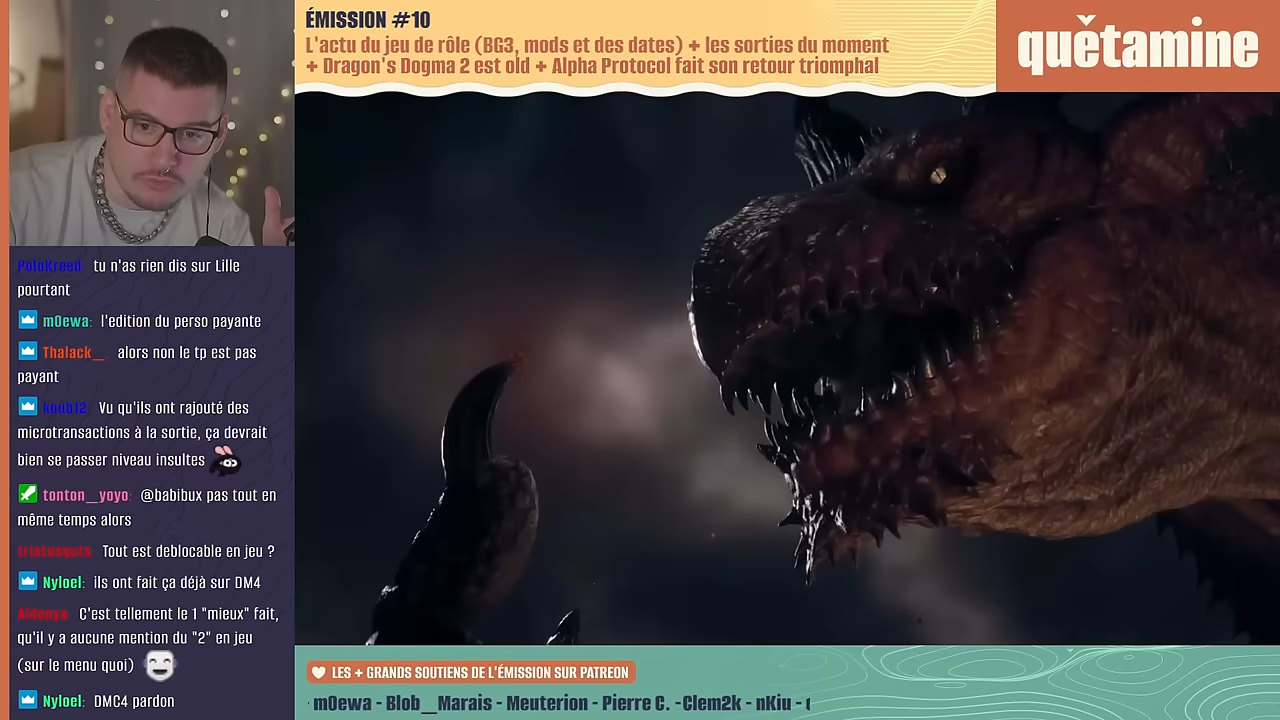 ÉMISSION #10
L'actu du jeu de rôle (BG3, mods et des dates) + les sorties du moment
+ Dragon's Dogma 2 est old + Alpha Protocol fait son retour triomphal
quětamine
PoloKreed tu n'as rien dis sur Lille
pourtant
m0ewa: l'edition du perso payante
Thalack_ alors non le tp est pas
payant
koub12 Vu qu'ils ont rajouté des
microtransactions à la sortie, ça devrait
bien se passer niveau insultes
tonton_yoyo: @babibux pas tout en
même temps alors
Tout est deblocable en jeu ?
Nyloel: ils ont fait ça déjà sur DM4
Aldenya C'est tellement le 1 "mieux" fait,
qu'il y a aucune mention du "2" en jeu
(sur le menu quoi)
Nyloel: DMC4 pardon
LES + GRANDS SOUTIENS DE L'ÉMISSION SUR PATREON
m0ewa - Blob_Marais - Meuterion - Pierre C. -Clem2k - nKiu -